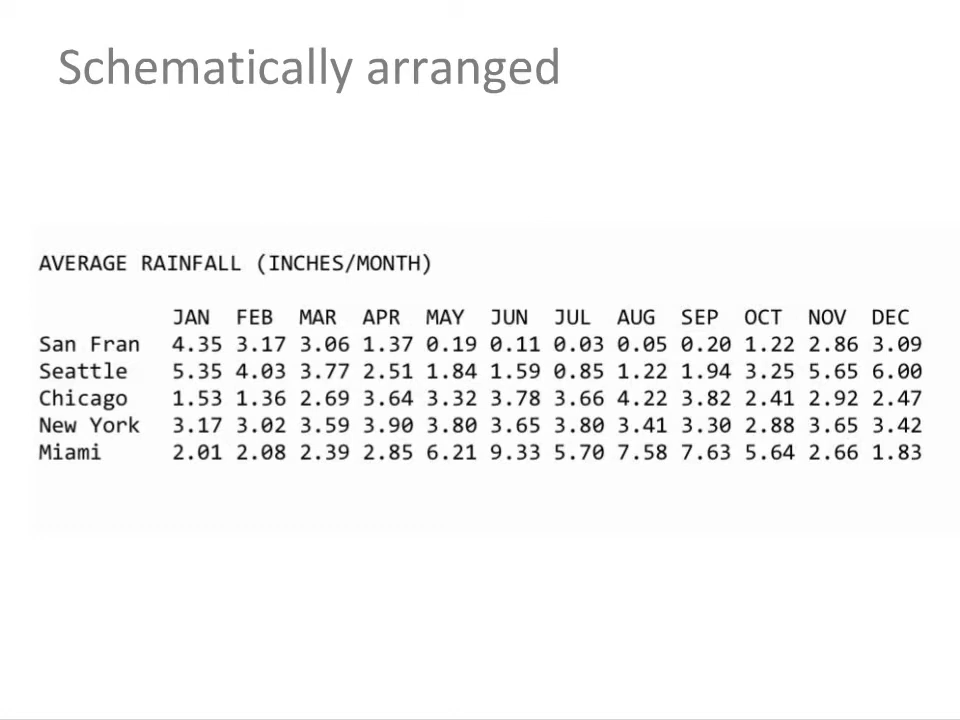 Schematically arranged
AVERAGE RAINFALL (INCHES/MONTH)
JAN FEB MAR APR MAY JUN JUL AUG SEP OCT NOV DEC
San Fran 4.35 3.17 3.06 1.37 0.19 0.11 0.03 0.05 0.20 1.22 2.86 3.09
Seattle 5.35 4.03 3.77 2.51 1.84 1.59 0.85 1.22 1.94 3.25 5.65 6.00
Chicago 1.53 1.36 2.69 3.64 3.32 3.78 3.66 4.22 3.82 2.41 2.92 2.47
New York 3.17 3.02 3.59 3.90 3.80 3.65 3.80 3.41 3.30 2.88 3.65 3.42
Miami 2.01 2.08 2.39 2.85 6.21 9.33 5.70 7.58 7.63 5.64 2.66 1.83